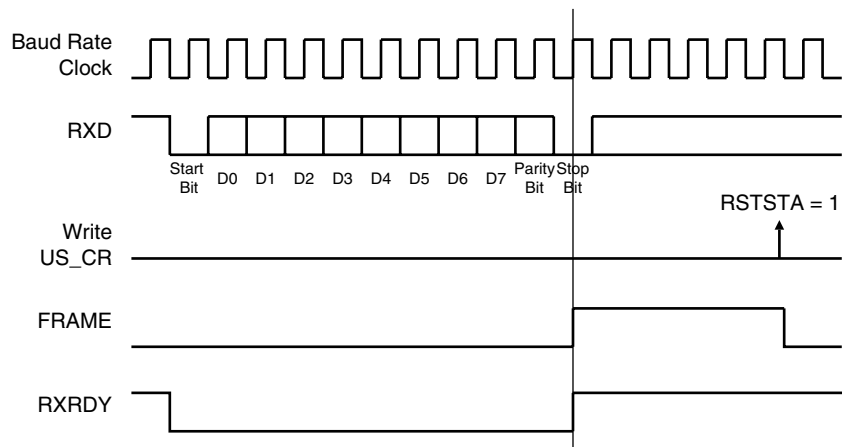 Baud Rate
Clock
RXD
Start
Bit
D0 D1 D2 D3 D4 D5 D6 D7
Parity
Bit
Stop
Bit
RSTSTA = 1
Write
US_CR
FRAME
RXRDY